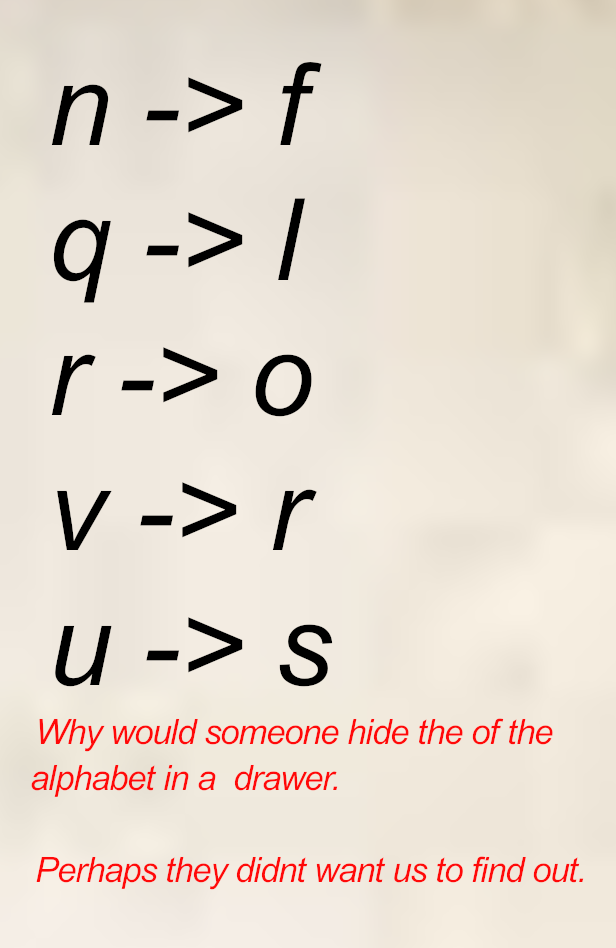 n -> f
q -> l
r -> o
v -> r
u -> s
Why would someone hide the of the
alphabet in a  drawer.
Perhaps they didnt want us to find out.